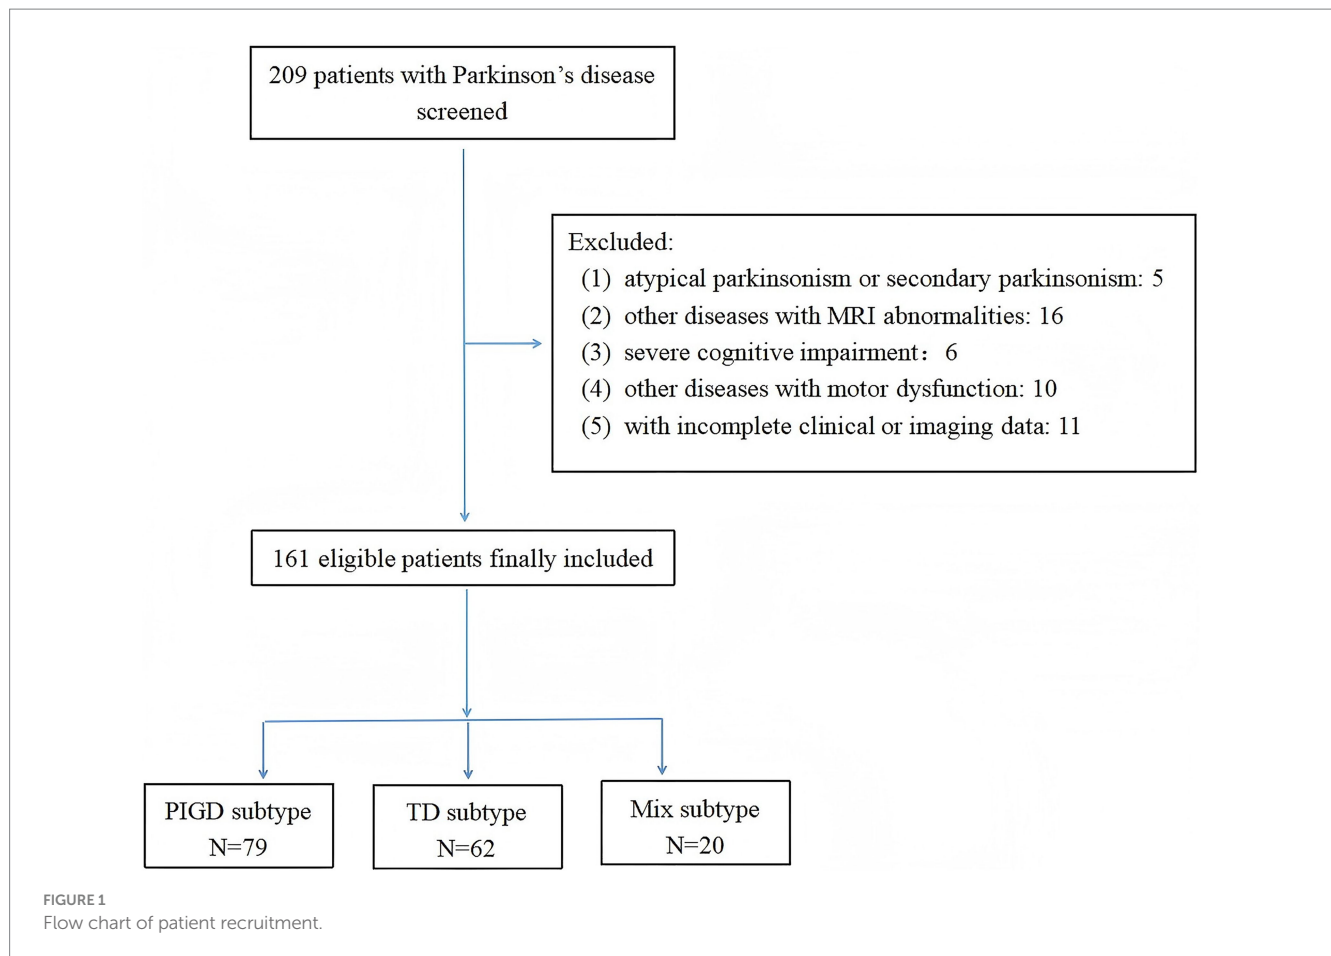 209 patients with Parkinson’s disease
screened
Excluded:
(1) atypical parkinsonism or secondary parkinsonism: 5
(2) other diseases with MRI abnormalities: 16
(3) severe cognitive impairment： 6
(4) other diseases with motor dysfunction: 10
(5) with incomplete clinical or imaging data: 11
161 eligible patients finally included
PIGD subtype
N=79
TD subtype
N=62
Mix subtype
N=20
FIGURE 1
Flow chart of patient recruitment.